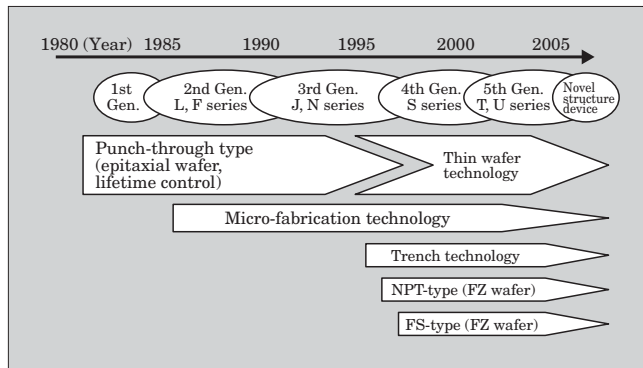 1980 (Year) 1985 1990 1995 2000 2005
1st
Gen.
2nd Gen.
L, F series
3rd Gen.
J, N series
4th Gen.
S series
5th Gen.
T, U series
Novel
structure
device
Punch-through type
(epitaxial wafer,
lifetime control)
Thin wafer
technology
Micro-fabrication technology
Trench technology
NPT-type (FZ wafer)
FS-type (FZ wafer)